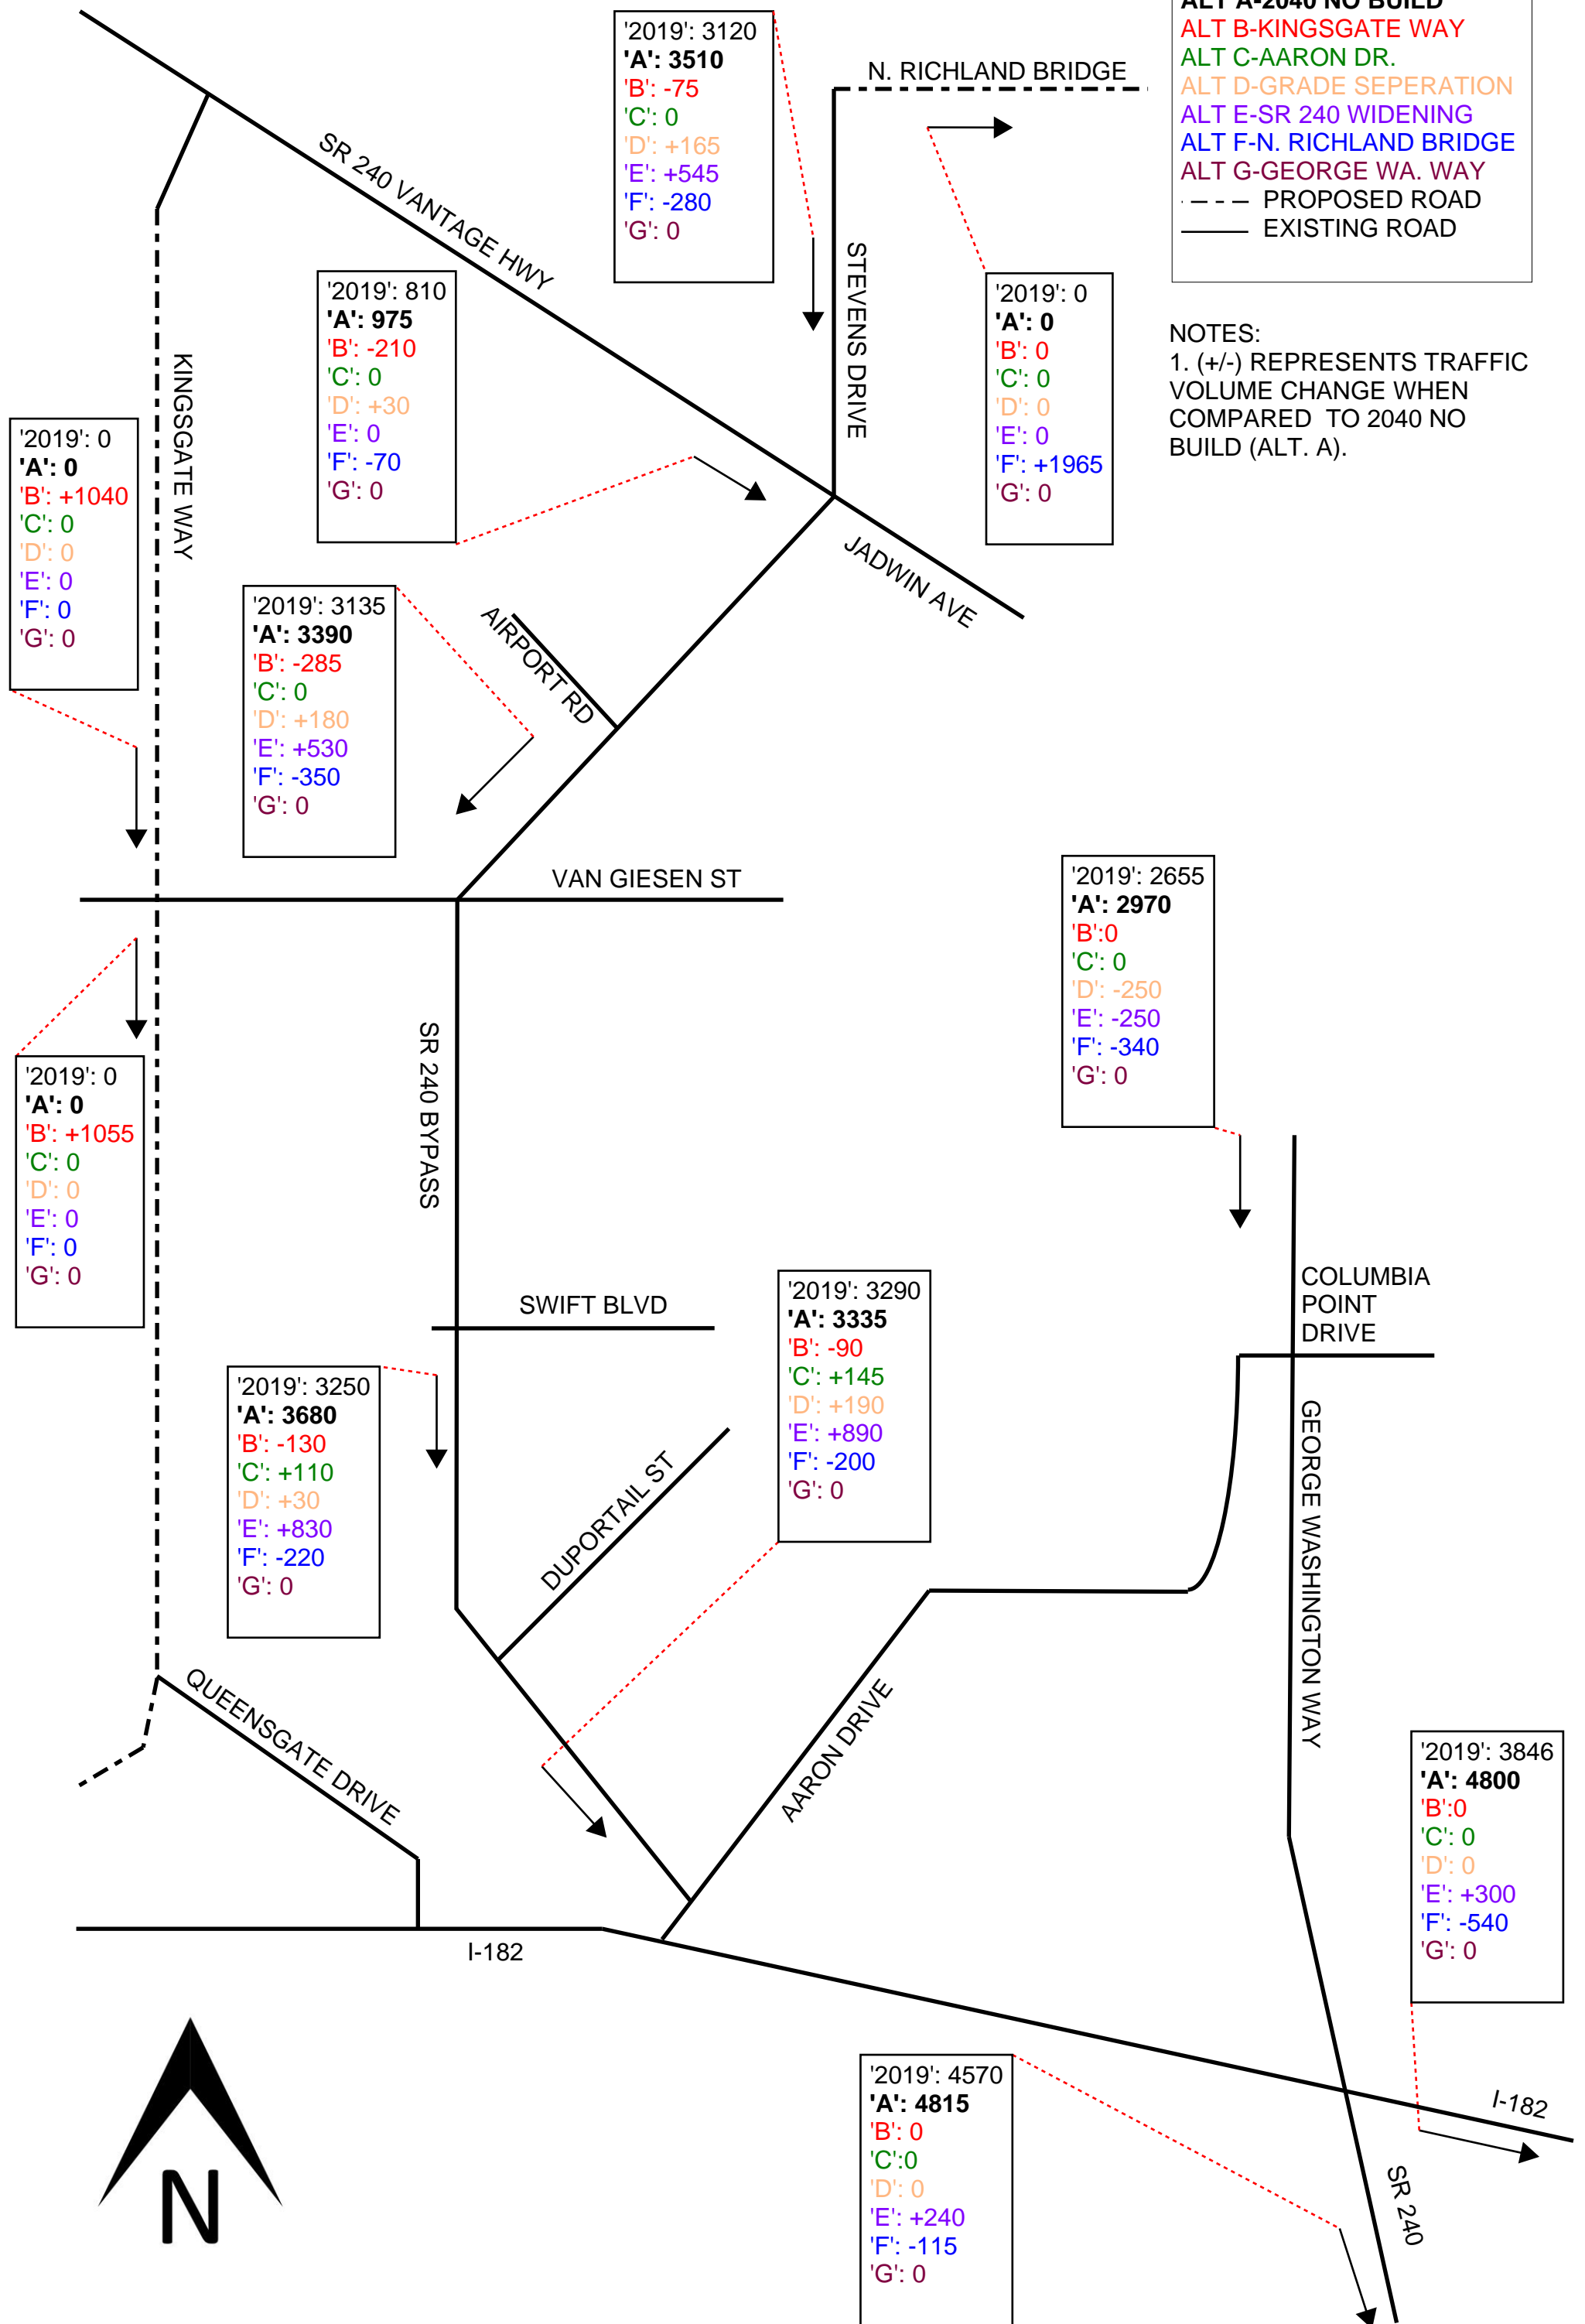 ALT A-2040 NO BUILD
ALT B-KINGSGATE WAY
ALT C-AARON DR.
ALT D-GRADE SEPERATION
ALT E-SR 240 WIDENING
ALT F-N. RICHLAND BRIDGE
ALT G-GEORGE WA. WAY
PROPOSED ROAD
EXISTING ROAD
NOTES:
1. (+/-) REPRESENTS TRAFFIC
VOLUME CHANGE WHEN
COMPARED TO 2040 NO
BUILD (ALT. A).
'2019': 3120
'A': 3510
'B': -75
'C': 0
'D': +165
'E': +545
'F': -280
'G': 0
N. RICHLAND BRIDGE
SR 240 VANTAGE HWY
STEVENS DRIVE
'2019': 810
'A': 975
'B': -210
'C': 0
'D': +30
'E': 0
'F': -70
'G': 0
'2019': 0
'A': 0
'B': 0
'C': 0
'D': 0
'E': 0
'F': +1965
'G': 0
KINGSGATE WAY
'2019': 0
'A': 0
'B': +1040
'C': 0
'D': 0
'E': 0
'F': 0
'G': 0
JADWIN AVE
AIRPORT RD
'2019': 3135
'A': 3390
'B': -285
'C': 0
'D': +180
'E': +530
'F': -350
'G': 0
VAN GIESEN ST
'2019': 2655
'A': 2970
'B':0
'C': 0
'D': -250
'E': -250
'F': -340
'G': 0
SR 240 BYPASS
'2019': 0
'A': 0
'B': +1055
'C': 0
'D': 0
'E': 0
'F': 0
'G': 0
COLUMBIA
POINT
DRIVE
SWIFT BLVD
'2019': 3290
'A': 3335
'B': -90
'C': +145
'D': +190
'E': +890
'F': -200
'G': 0
'2019': 3250
'A': 3680
'B': -130
'C': +110
'D': +30
'E': +830
'F': -220
'G': 0
DUPORTAIL ST
GEORGE WASHINGTON WAY
QUEENSGATE DRIVE
AARON DRIVE
'2019': 3846
'A': 4800
'B':0
'C': 0
'D': 0
'E': +300
'F': -540
'G': 0
I-182
'2019': 4570
'A': 4815
'B': 0
'C':0
'D': 0
'E': +240
'F': -115
'G': 0
I-182
SR 240
N